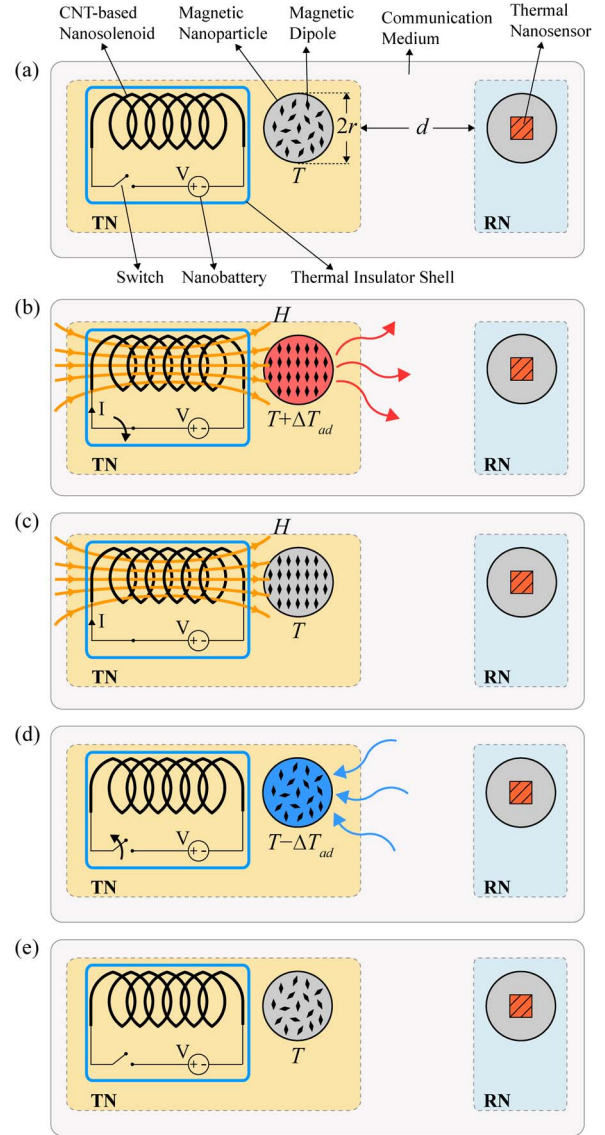 CNT-based
Nanosolenoid
Magnetic
Nanoparticle
Magnetic
Dipole
Communication
Medium
Thermal
Nanosensor
(a)
2r
d
T
V
+ -
TN
RN
Switch
Nanobattery
Thermal Insulator Shell
(b)
H
I
V
+ -
T+ΔTad
TN
RN
(c)
H
I
V
+ -
T
TN
RN
(d)
V
+ -
T−ΔTad
TN
RN
(e)
V
+ -
T
TN
RN